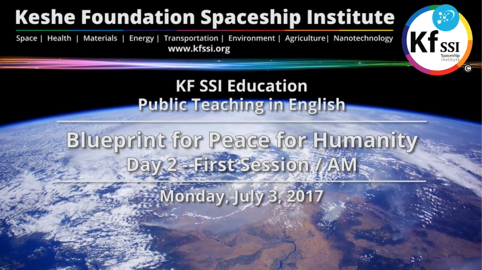 Keshe Foundation Spaceship Institute
Space | Health | Materials | Energy | Transportation | Environment | Agriculture| Nanotechnology
www.kfssi.org
Kf SSI
Spaceship
Institute
©
KF SSI Education
Public Teaching in English
Blueprint for Peace for Humanity
Day 2 - First Session / AM
Monday, July 3, 2017